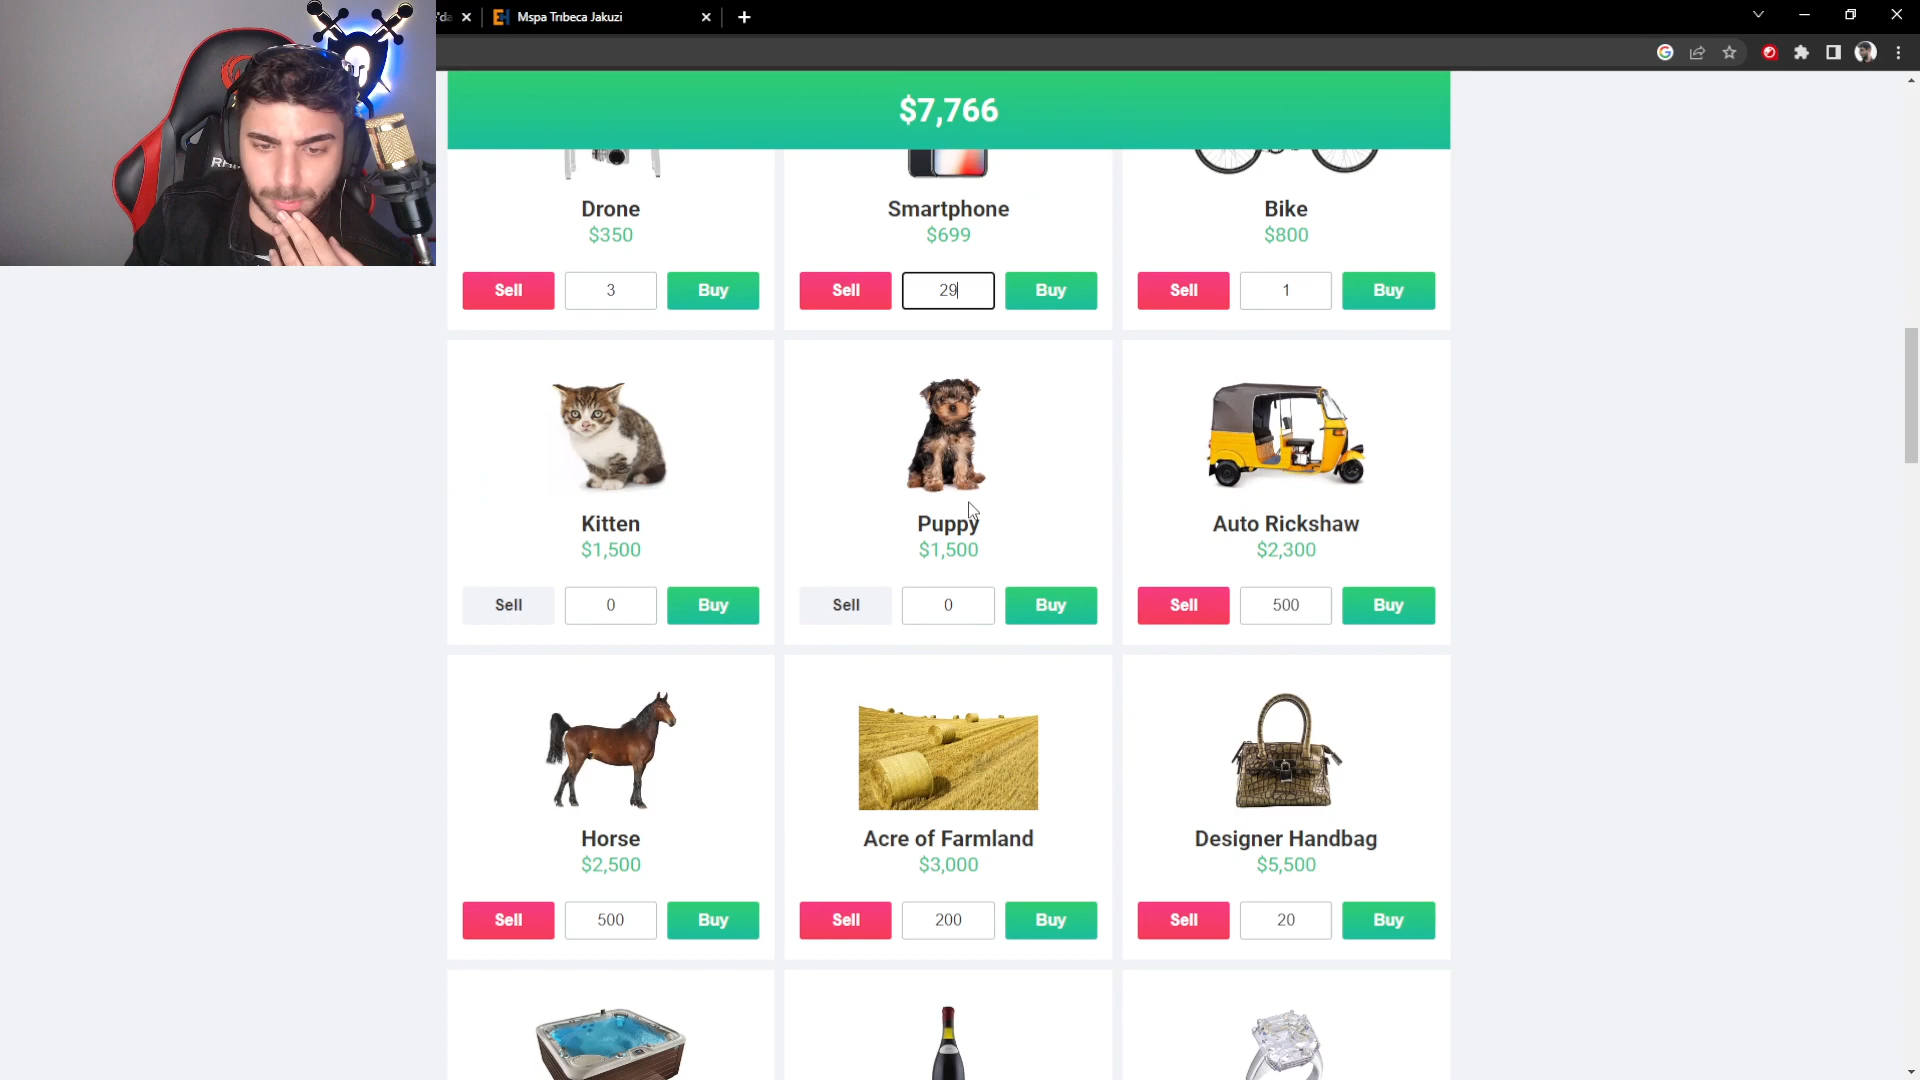 'da
Mspa Tribeca Jakuzi
$7,766
Drone
$350
Sell 3 Buy
Smartphone
$699
Sell 29 Buy
Bike
$800
Sell 1 Buy
Kitten
$1,500
Sell 0 Buy
Puppy
$1,500
Sell 0 Buy
Auto Rickshaw
$2,300
Sell 500 Buy
Horse
$2,500
Sell 500 Buy
Acre of Farmland
$3,000
Sell 200 Buy
Designer Handbag
$5,500
Sell 20 Buy